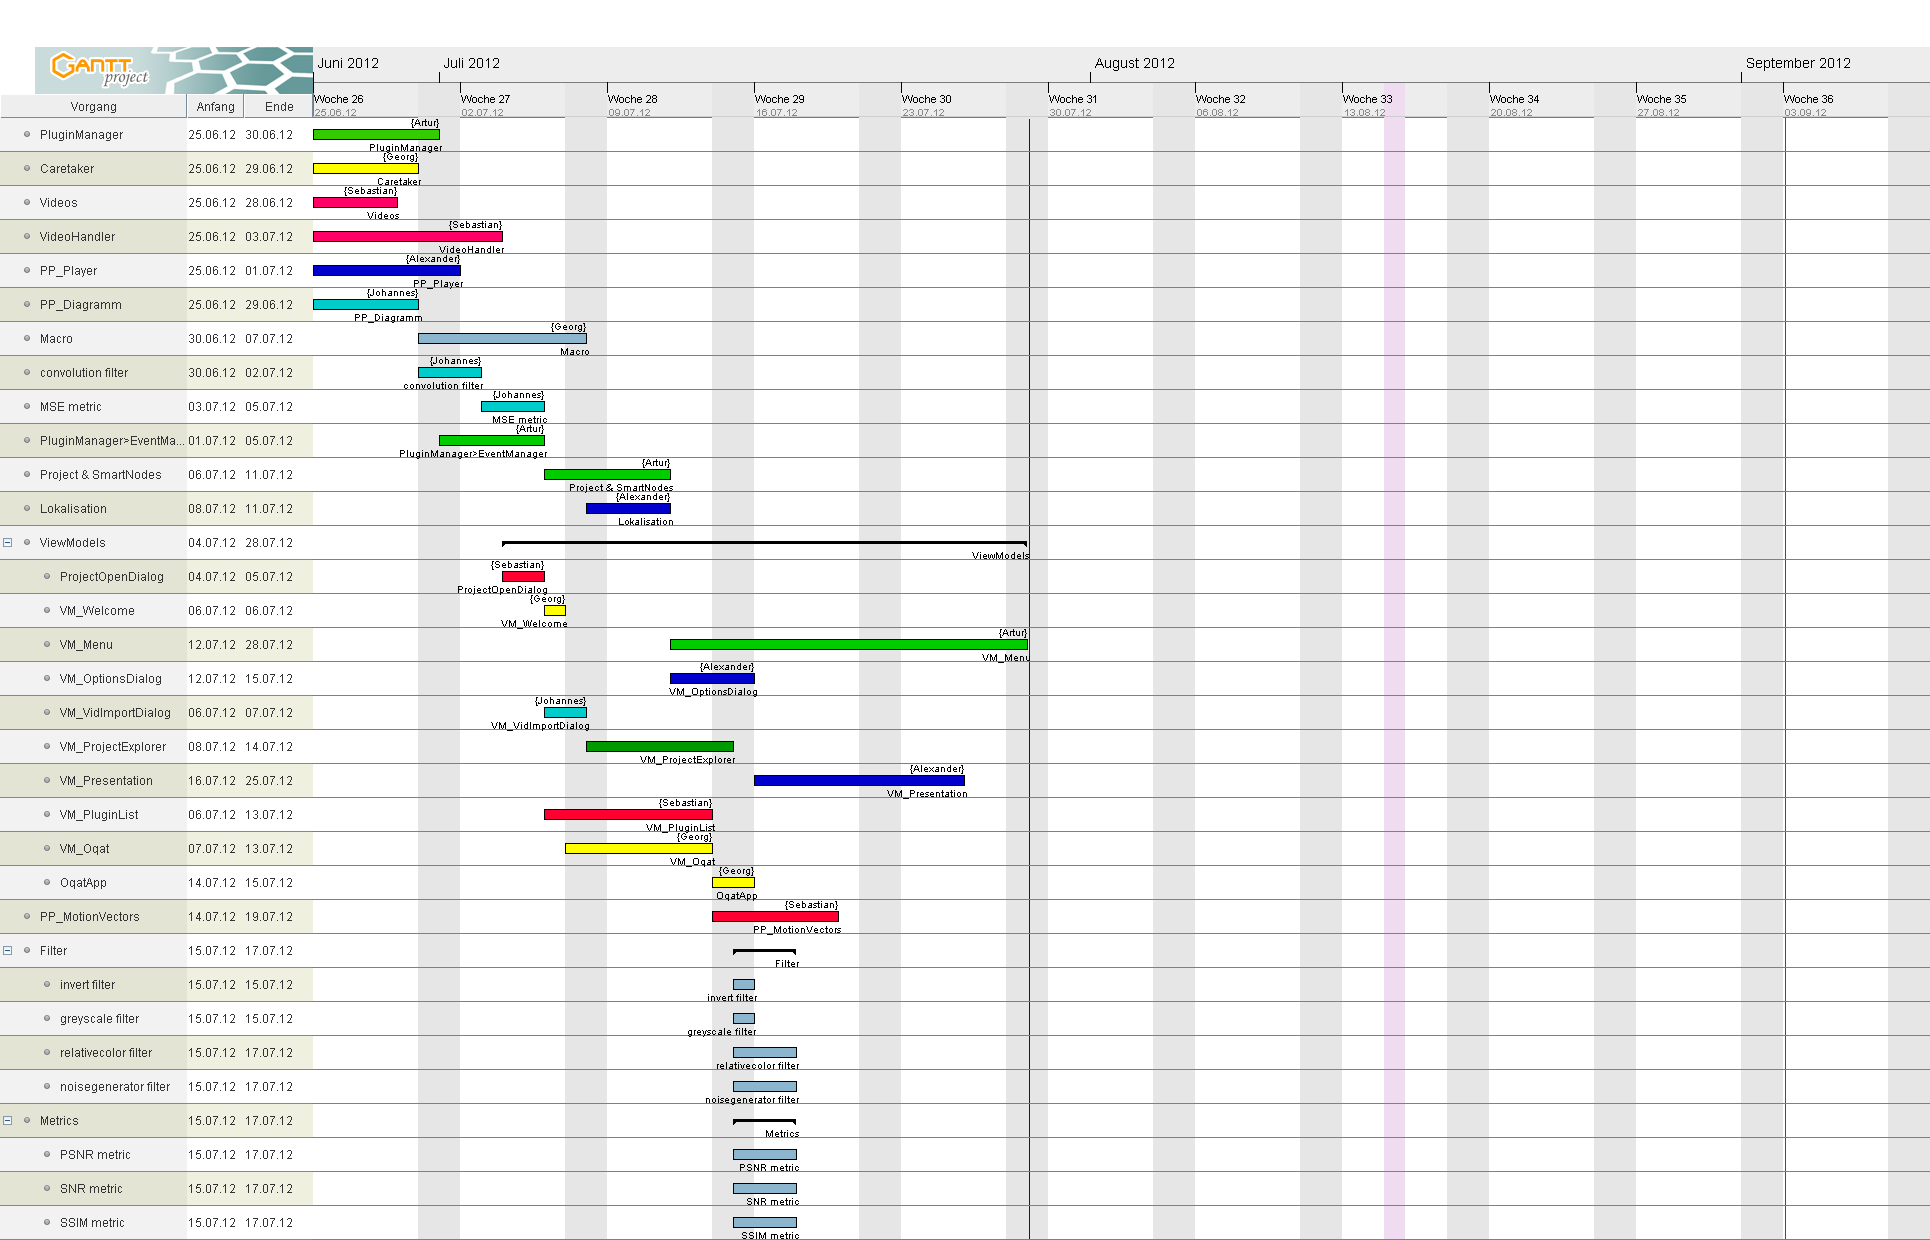 GANTT
project
Juni 2012 Juli 2012 August 2012 September 2012
Vorgang Anfang Ende
Woche 26 Woche 27 Woche 28 Woche 29 Woche 30 Woche 31 Woche 32 Woche 33 Woche 34 Woche 35 Woche 36
25.06.12 02.07.12 09.07.12 16.07.12 23.07.12 30.07.12 06.08.12 13.08.12 20.08.12 27.08.12 03.09.12
{Artur}
PluginManager 25.06.12 30.06.12
PluginManager
{Georg}
Caretaker 25.06.12 29.06.12
Caretaker
{Sebastian}
Videos 25.06.12 28.06.12
Videos
{Sebastian}
VideoHandler 25.06.12 03.07.12
VideoHandler
{Alexander}
PP_Player 25.06.12 01.07.12
PP_Player
{Johannes}
PP_Diagramm 25.06.12 29.06.12
PP_Diagramm
{Georg}
Macro 30.06.12 07.07.12
Macro
{Johannes}
convolution filter 30.06.12 02.07.12
convolution filter
{Johannes}
MSE metric 03.07.12 05.07.12
MSE metric
{Artur}
PluginManager>EventMa... 01.07.12 05.07.12
PluginManager>EventManager
{Artur}
Project & SmartNodes 06.07.12 11.07.12
Project & SmartNodes
{Alexander}
Lokalisation 08.07.12 11.07.12
Lokalisation
ViewModels 04.07.12 28.07.12
ViewModels
{Sebastian}
ProjectOpenDialog 04.07.12 05.07.12
ProjectOpenDialog
{Georg}
VM_Welcome 06.07.12 06.07.12
VM_Welcome
{Artur}
VM_Menu 12.07.12 28.07.12
VM_Menu
{Alexander}
VM_OptionsDialog 12.07.12 15.07.12
VM_OptionsDialog
{Johannes}
VM_VidImportDialog 06.07.12 07.07.12
VM_VidImportDialog
VM_ProjectExplorer 08.07.12 14.07.12
VM_ProjectExplorer
{Alexander}
VM_Presentation 16.07.12 25.07.12
VM_Presentation
{Sebastian}
VM_PluginList 06.07.12 13.07.12
VM_PluginList
{Georg}
VM_Oqat 07.07.12 13.07.12
VM_Oqat
{Georg}
OqatApp 14.07.12 15.07.12
OqatApp
{Sebastian}
PP_MotionVectors 14.07.12 19.07.12
PP_MotionVectors
Filter 15.07.12 17.07.12
Filter
invert filter 15.07.12 15.07.12
invert filter
greyscale filter 15.07.12 15.07.12
greyscale filter
relativecolor filter 15.07.12 17.07.12
relativecolor filter
noisegenerator filter 15.07.12 17.07.12
noisegenerator filter
Metrics 15.07.12 17.07.12
Metrics
PSNR metric 15.07.12 17.07.12
PSNR metric
SNR metric 15.07.12 17.07.12
SNR metric
SSIM metric 15.07.12 17.07.12
SSIM metric